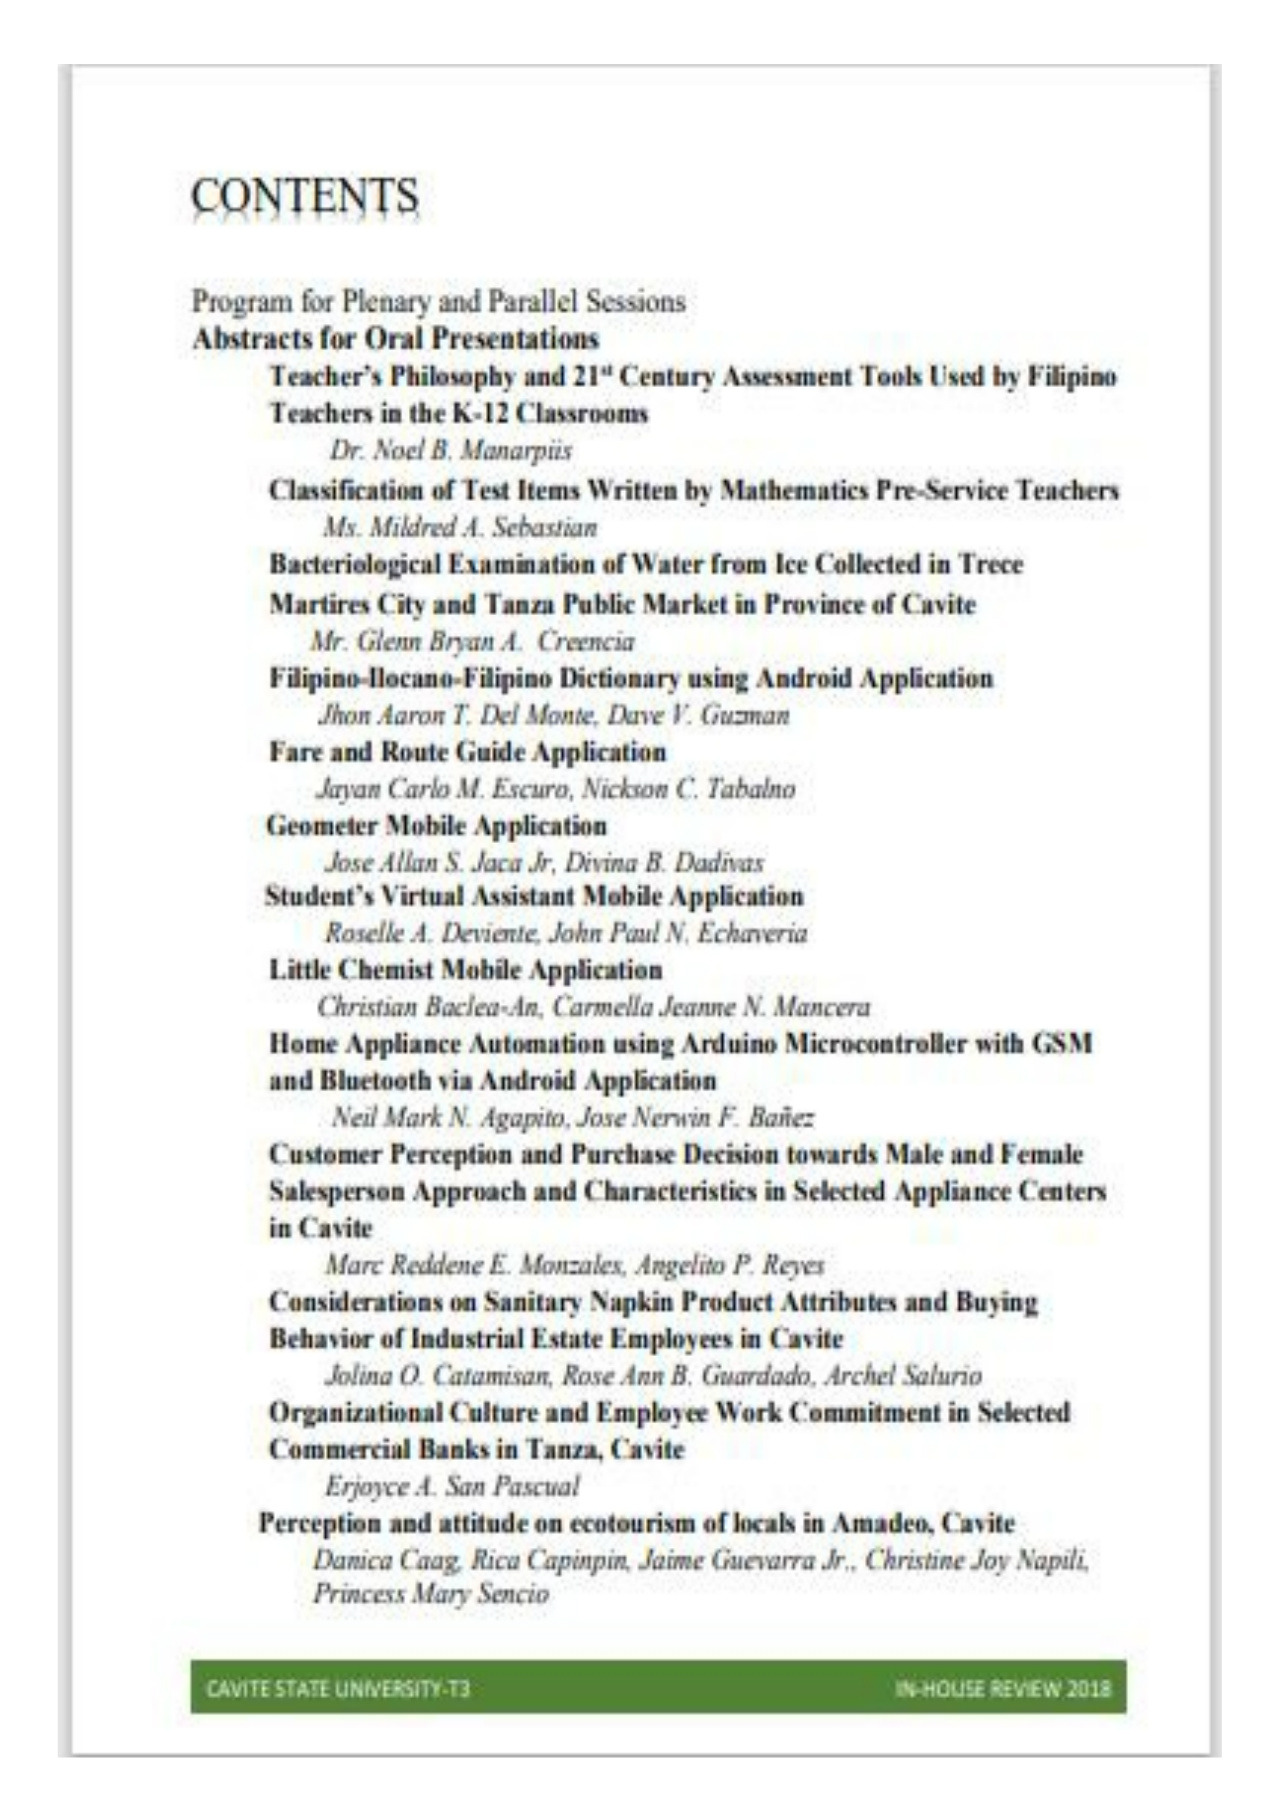 CONTENTS
Program for Plenary and Parallel Sessions
Abstracts for Oral Presentations
Teacher's Philosophy and 21st Century Assessment Tools Used by Filipino
Teachers in the K-12 Classrooms
Dr. Noel B. Manarpiis
Classification of Test Items Written by Mathematics Pre-Service Teachers
Ms. Mildred A. Sebastian
Bacteriological Examination of Water from Ice Collected in Trece
Martires City and Tanza Public Market in Province of Cavite
Mr. Glenn Bryan A. Creencia
Filipino-Ilocano-Filipino Dictionary using Android Application
Jhon Aaron T. Del Monte, Dave V. Guzman
Fare and Route Guide Application
Jayan Carlo M. Escuro, Nickson C. Tabalno
Geometer Mobile Application
Jose Allan S. Jaca Jr, Divina B. Dadivas
Student's Virtual Assistant Mobile Application
Roselle A. Deviente, John Paul N. Echaveria
Little Chemist Mobile Application
Christian Baclea-An, Carmella Jeanne N. Mancera
Home Appliance Automation using Arduino Microcontroller with GSM
and Bluetooth via Android Application
Neil Mark N. Agapito, Jose Nerwin F. Bañez
Customer Perception and Purchase Decision towards Male and Female
Salesperson Approach and Characteristics in Selected Appliance Centers
in Cavite
Marc Reddene E. Monzales, Angelito P. Reyes
Considerations on Sanitary Napkin Product Attributes and Buying
Behavior of Industrial Estate Employees in Cavite
Jolina O. Catamisan, Rose Ann B. Guardado, Archel Salurio
Organizational Culture and Employee Work Commitment in Selected
Commercial Banks in Tanza, Cavite
Erjoyce A. San Pascual
Perception and attitude on ecotourism of locals in Amadeo, Cavite
Danica Caag, Rica Capinpin, Jaime Guevarra Jr., Christine Joy Napili,
Princess Mary Sencio
CAVITE STATE UNIVERSITY-T3 IN-HOUSE REVIEW 2018